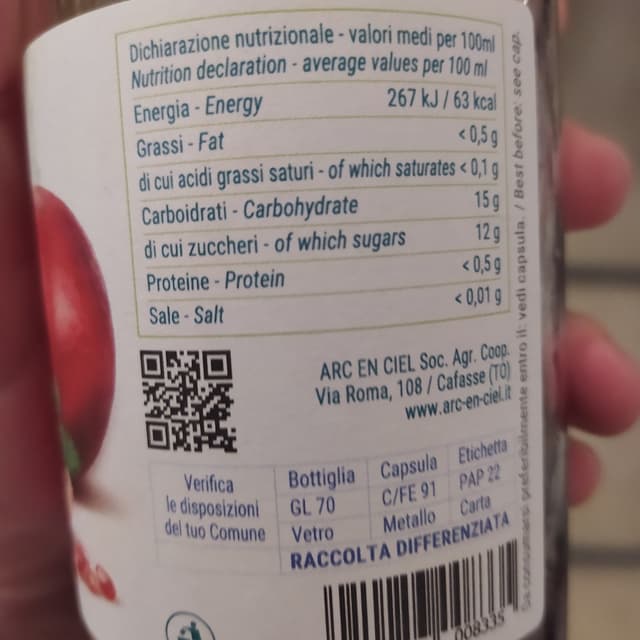 Dichiarazione nutrizionale - valori medi per 100ml
Nutrition declaration - average values per 100 ml
Energia - Energy 267 kJ / 63 kcal
Grassi - Fat < 0,5 g
di cui acidi grassi saturi - of which saturates < 0,1 g
Carboidrati - Carbohydrate 15 g
di cui zuccheri - of which sugars 12 g
Proteine - Protein < 0,5 g
Sale - Salt < 0,01 g
ARC EN CIEL Soc. Agr. Coop.
Via Roma, 108 / Cafasse (TO)
www.arc-en-ciel.it
Verifica
le disposizioni
del tuo Comune
Bottiglia Capsula Etichetta
GL 70 C/FE 91 PAP 22
Vetro Metallo Carta
RACCOLTA DIFFERENZIATA
008335
Da consumarsi preferibilmente entro il: vedi capsula. / Best before: see cap.